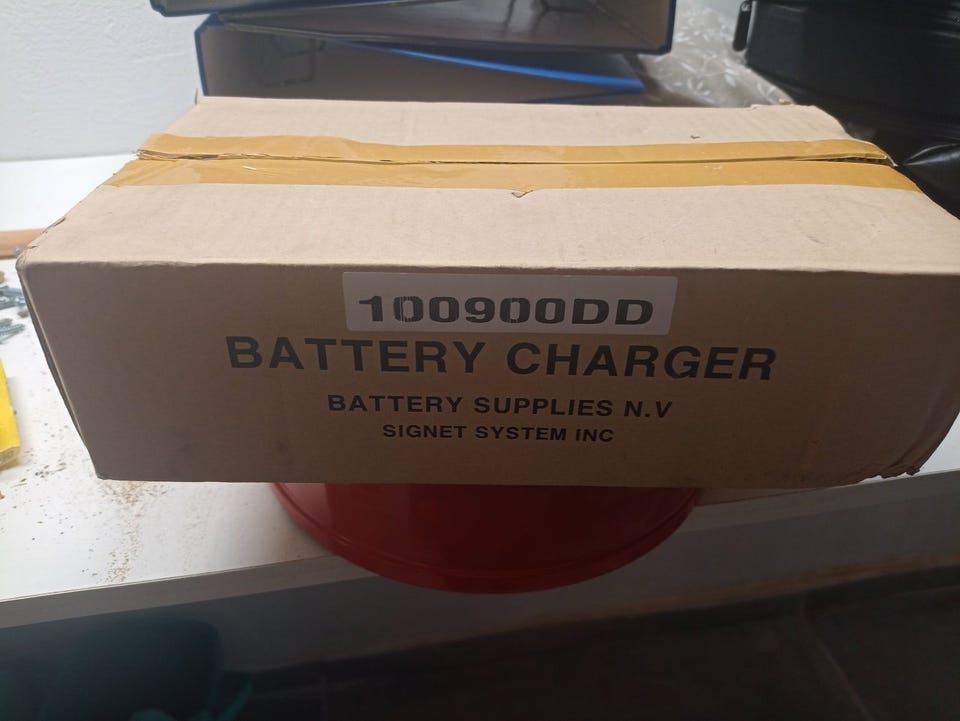 100900DD
BATTERY CHARGER
BATTERY SUPPLIES N.V
SIGNET SYSTEM INC